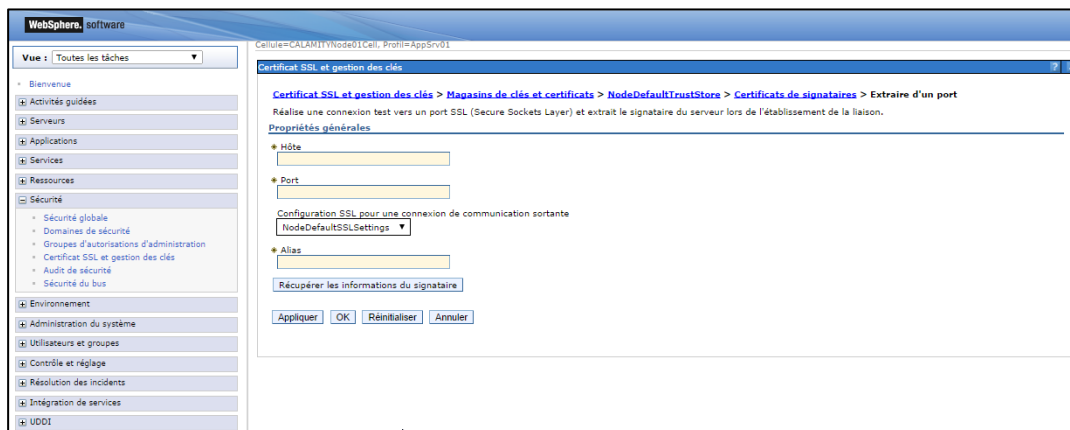 WebSphere. software
Cellule=CALAMITYNode01Cell, Profil=AppSrv01
Vue : Toutes les tâches
Bienvenue
Activités guidées
Serveurs
Applications
Services
Ressources
Sécurité
Sécurité globale
Domaines de sécurité
Groupes d'autorisations d'administration
Certificat SSL et gestion des clés
Audit de sécurité
Sécurité du bus
Environnement
Administration du système
Utilisateurs et groupes
Contrôle et réglage
Résolution des incidents
Intégration de services
UDDI
Certificat SSL et gestion des clés ?
Certificat SSL et gestion des clés > Magasins de clés et certificats > NodeDefaultTrustStore > Certificats de signataires > Extraire d'un port
Réalise une connexion test vers un port SSL (Secure Sockets Layer) et extrait le signataire du serveur lors de l'établissement de la liaison.
Propriétés générales
Hôte
Port
Configuration SSL pour une connexion de communication sortante
NodeDefaultSSLSettings
Alias
Récupérer les informations du signataire
Appliquer OK Réinitialiser Annuler